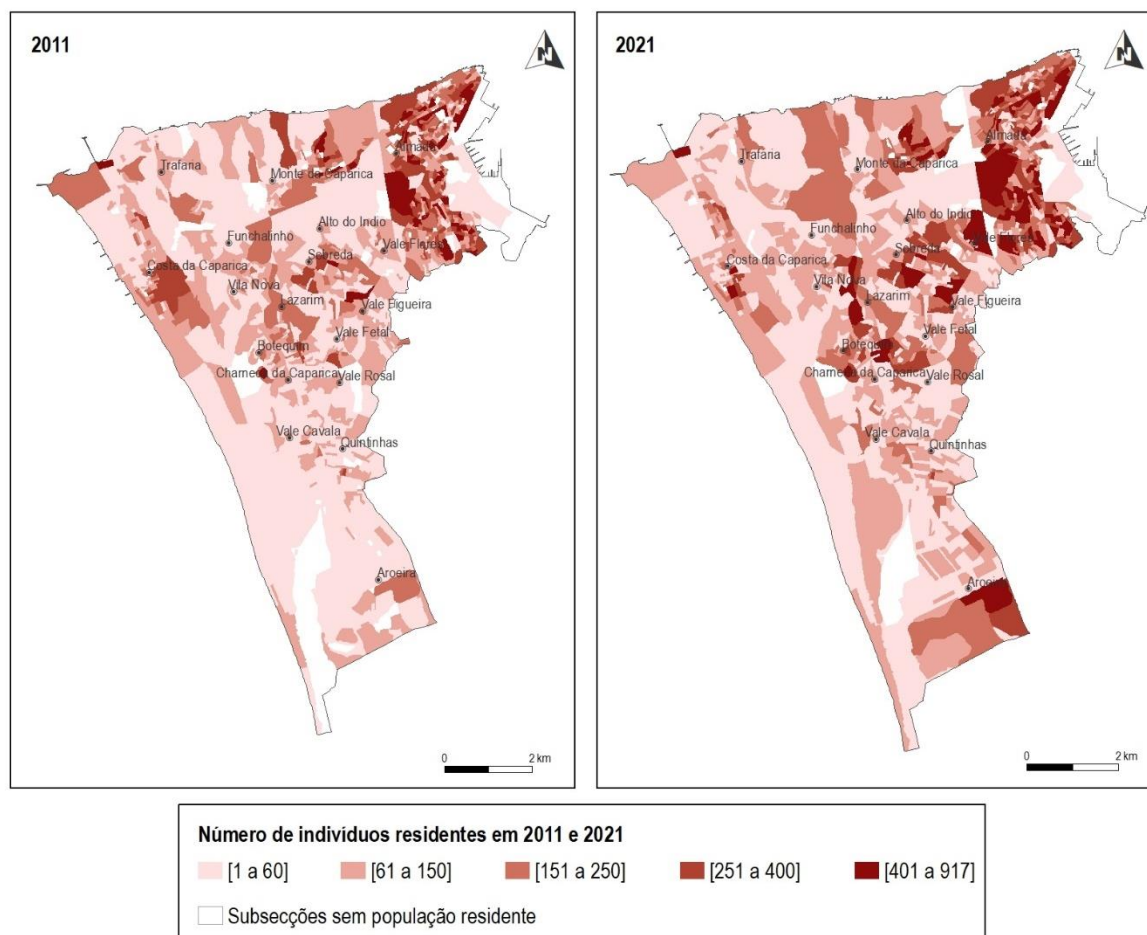 2011
N
Almada
Trafaria
Monte da Caparica
Alto do Indio
Funchalinho
Vale Flores
Sobreda
Costa da Caparica
Vila Nova
Lazarim
Vale Figueira
Vale Fetal
Botequim
Charneca da Caparica
Vale Rosal
Vale Cavala
Quintinhas
Aroeira
0 2 km
2021
N
Almada
Trafaria
Monte da Caparica
Alto do Indio
Funchalinho
Vale Flores
Sobreda
Costa da Caparica
Vila Nova
Lazarim
Vale Figueira
Vale Fetal
Botequim
Charneca da Caparica
Vale Rosal
Vale Cavala
Quintinhas
Aroeira
0 2 km
Número de indivíduos residentes em 2011 e 2021
[1 a 60] [61 a 150] [151 a 250] [251 a 400] [401 a 917]
Subsecções sem população residente